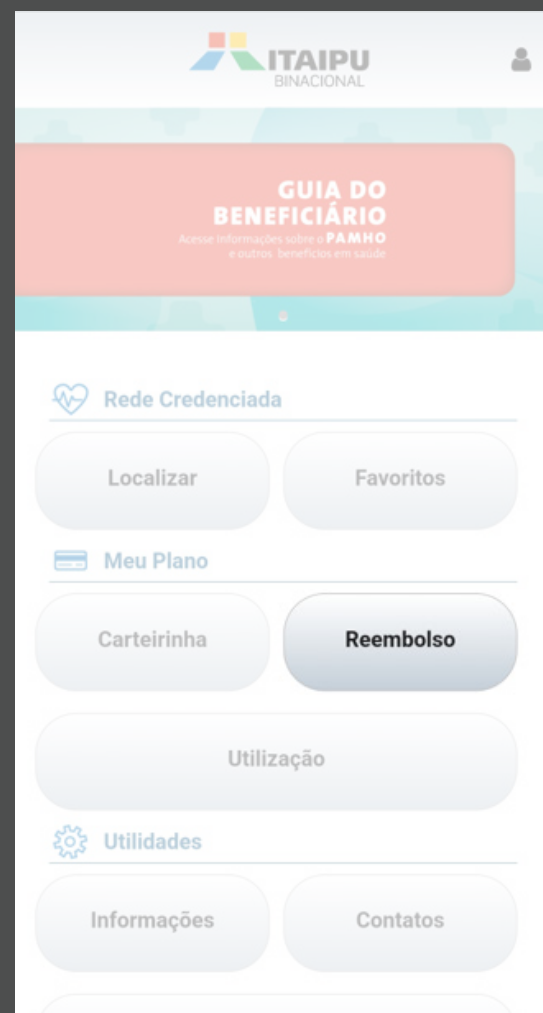 ITAIPU
BINACIONAL
GUIA DO
BENEFICIÁRIO
Acesse informações sobre o PAMHO
e outros benefícios em saúde
Rede Credenciada
Localizar
Favoritos
Meu Plano
Carteirinha
Reembolso
Utilização
Utilidades
Informações
Contatos